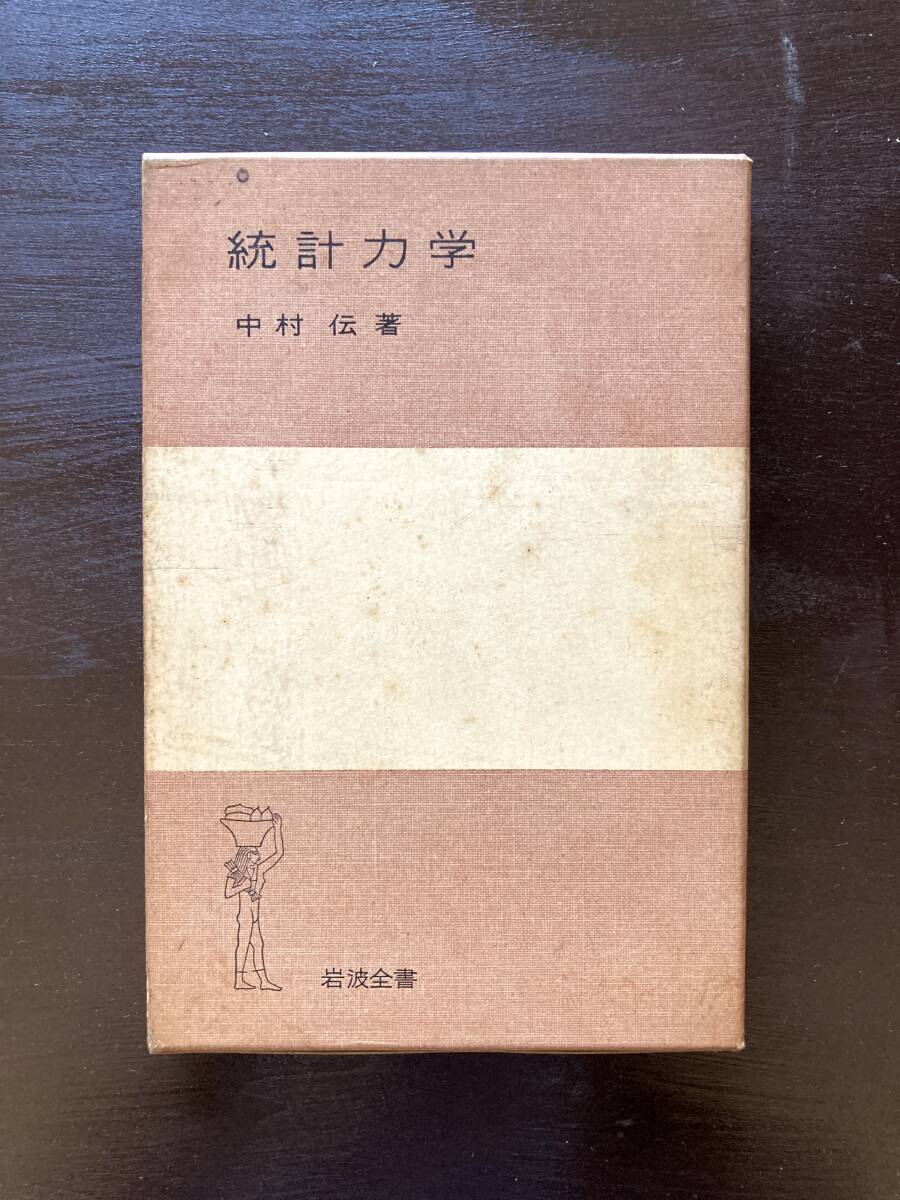 統計力学
中村 伝著
岩波全書